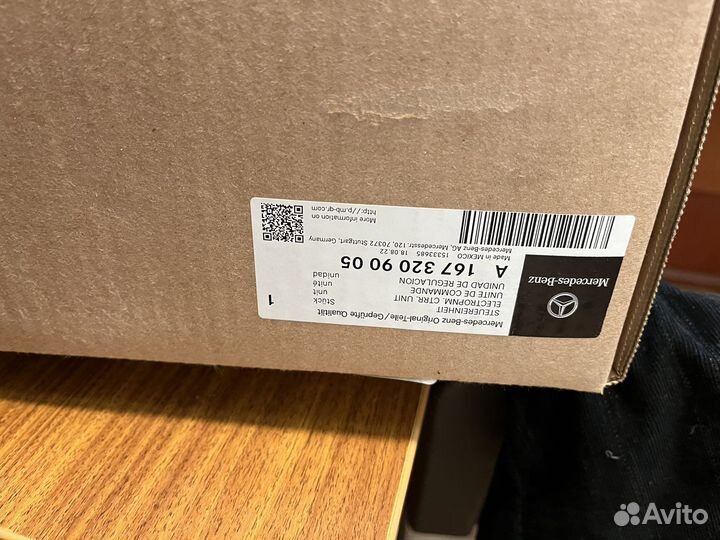 Mercedes-Benz
Mercedes-Benz Original-Teile / Geprüfte Qualität
STEUEREINHEIT
ELECTROPNM. CTRR. UNIT
UNITE DE COMMANDE
UNIDAD DE REGULACION
Stück
unit
unité
unidad
1
A 167 320 90 05
Made in MEXICO 15333685 18.08.22
Mercedes-Benz AG, Mercedesstr. 120, 70372 Stuttgart, Germany
More information on
http://p.mb-qr.com
Avito